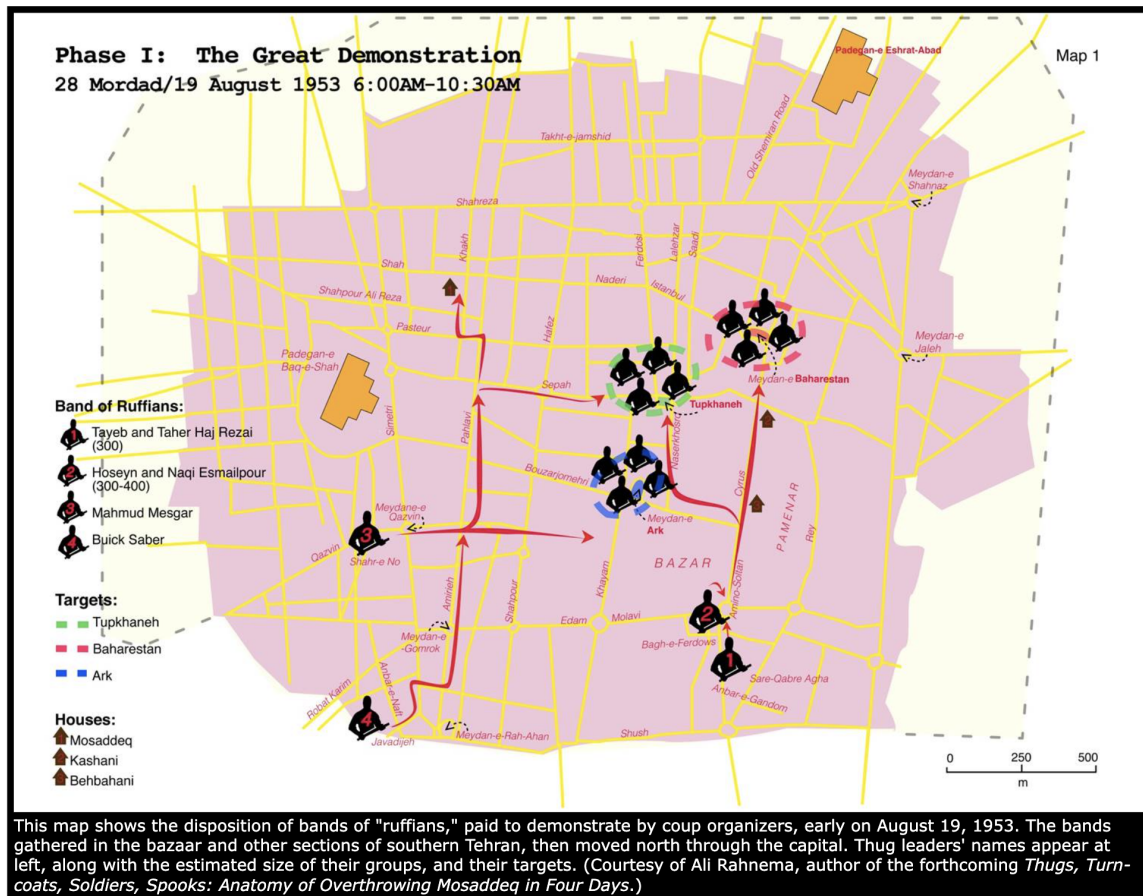 Phase I: The Great Demonstration
28 Mordad/19 August 1953 6:00AM-10:30AM
Map 1
Padegan-e Eshrat-Abad
Takht-e-jamshid
Old Shemiran Road
Meydan-e
Shahnaz
Shahreza
Khakh
Ferdosi
Lalehzar
Saadi
Shah
Naderi
Istanbul
Shahpour Ali Reza
Hafez
Pasteur
Meydan-e
Jaleh
Padegan-e
Baq-e-Shah
Sepah
Meydan-e Baharestan
Tupkhaneh
Simetri
Pahlavi
Naserkhosro
Band of Ruffians:
1
Tayeb and Taher Haj Rezai
(300)
2
Hoseyn and Naqi Esmailpour
(300-400)
3
Mahmud Mesgar
4
Buick Saber
Bouzarjomehri
Cyrus
PAMENAR
Rey
Meydane-e
Qazvin
Meydan-e
Ark
3
Qazvin
Shahr-e No
BAZAR
Amirieh
Shahpour
Khayam
Amino-Soltan
Targets:
Tupkhaneh
Baharestan
Ark
2
Edam
Molavi
Meydan-e
-Gomrok
Bagh-e-Ferdows
1
Sare-Qabre Agha
Anbar-e-Gandom
Robat Karim
Anbar-e-Naft
4
Javadijeh
Meydan-e-Rah-Ahan
Shush
Houses:
Mosaddeq
Kashani
Behbahani
0 250 500
m
This map shows the disposition of bands of "ruffians," paid to demonstrate by coup organizers, early on August 19, 1953. The bands
gathered in the bazaar and other sections of southern Tehran, then moved north through the capital. Thug leaders' names appear at
left, along with the estimated size of their groups, and their targets. (Courtesy of Ali Rahnema, author of the forthcoming Thugs, Turn-
coats, Soldiers, Spooks: Anatomy of Overthrowing Mosaddeq in Four Days.)